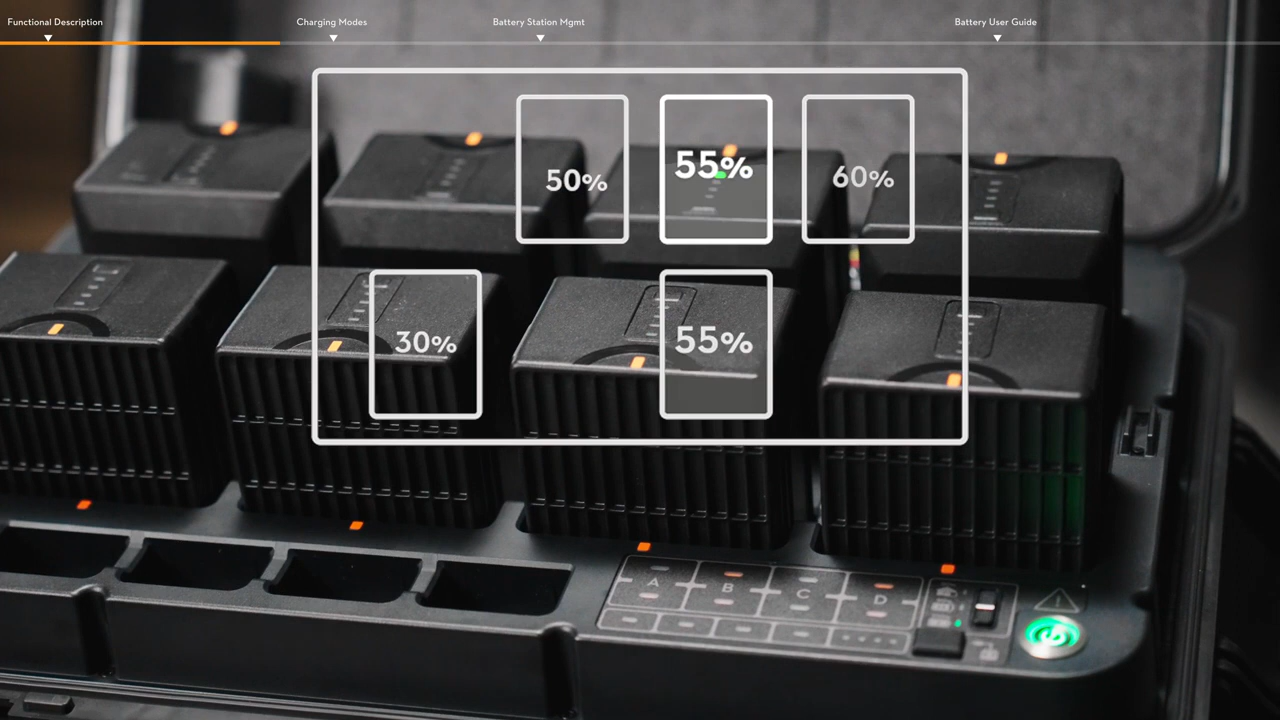 Functional Description
Charging Modes
Battery Station Mgmt
Battery User Guide
50%
55%
60%
30%
55%
A
B
C
D